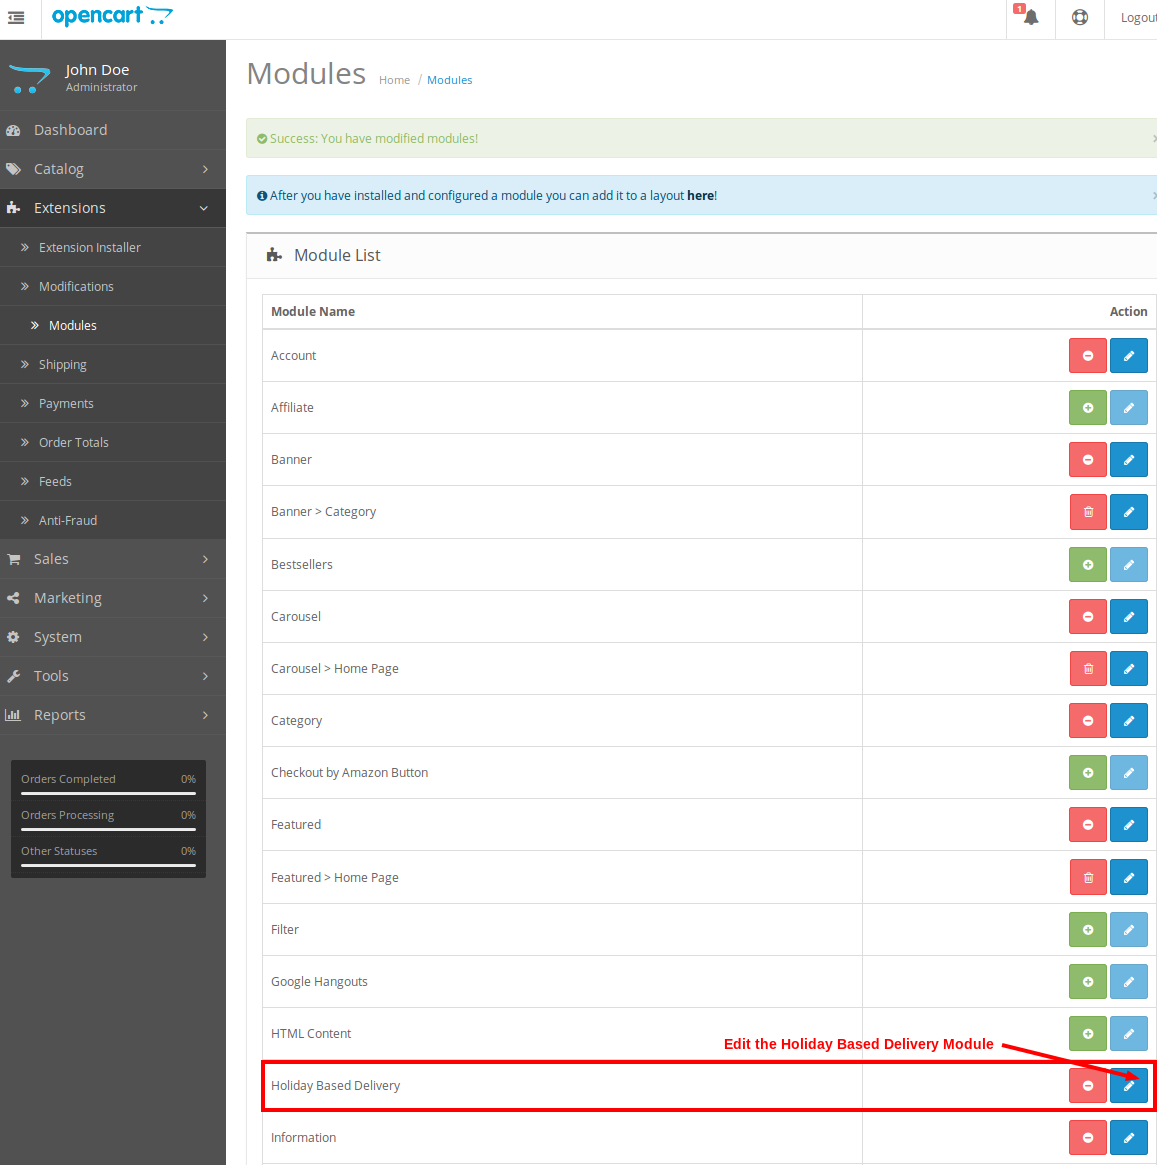 opencart
1
Logout
John Doe
Administrator
Dashboard
Catalog
Extensions
Extension Installer
Modifications
Modules
Shipping
Payments
Order Totals
Feeds
Anti-Fraud
Sales
Marketing
System
Tools
Reports
Orders Completed 0%
Orders Processing 0%
Other Statuses 0%
Modules Home / Modules
Success: You have modified modules!
After you have installed and configured a module you can add it to a layout here!
Module List
Module Name Action
Account
Affiliate
Banner
Banner > Category
Bestsellers
Carousel
Carousel > Home Page
Category
Checkout by Amazon Button
Featured
Featured > Home Page
Filter
Google Hangouts
HTML Content
Edit the Holiday Based Delivery Module
Holiday Based Delivery
Information